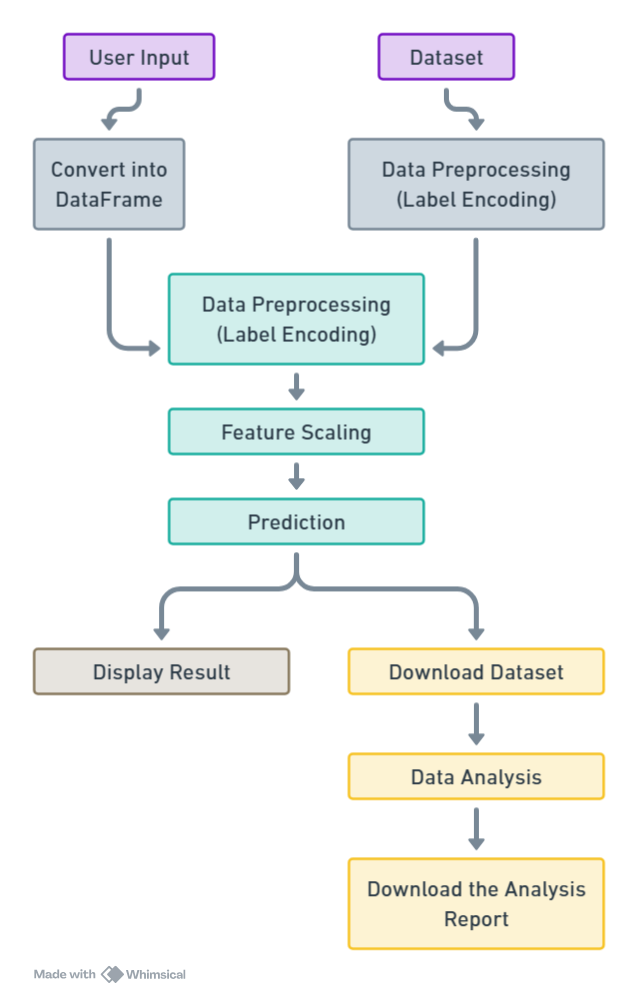 User Input
Dataset
Convert into
DataFrame
Data Preprocessing
(Label Encoding)
Data Preprocessing
(Label Encoding)
Feature Scaling
Prediction
Display Result
Download Dataset
Data Analysis
Download the Analysis
Report
Made with Whimsical